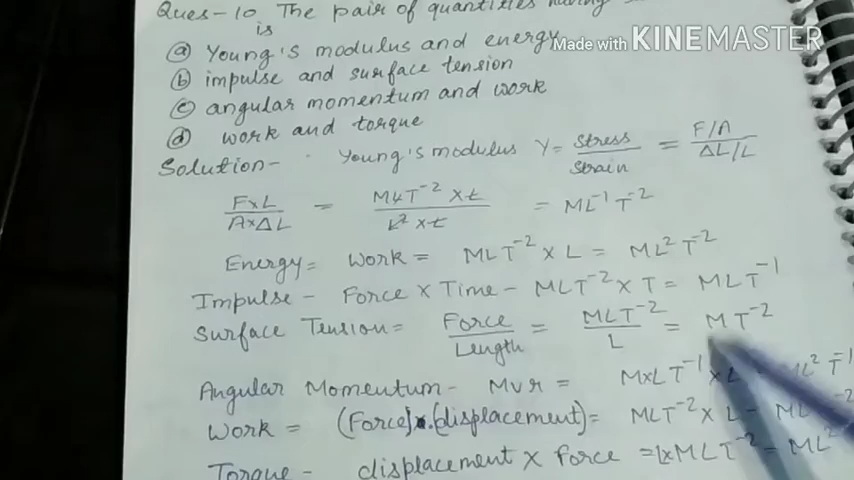 Ques-10 The pair of quantities having
is
(a) Young's modulus and energy
Made with KINEMASTER
(b) impulse and surface tension
(c) angular momentum and work
(d) work and torque
Solution- Young's modulus Y = Stress/Strain = F/A / ΔL/L
F×L / A×ΔL = MLT⁻² × L / L² × L = ML⁻¹T⁻²
Energy = Work = MLT⁻² × L = ML²T⁻²
Impulse - Force × Time - MLT⁻² × T = MLT⁻¹
Surface Tension = Force/Length = MLT⁻²/L = MT⁻²
Angular Momentum - Mvr = M×LT⁻¹×L ML²T⁻¹
Work = (Force).(displacement) = MLT⁻² × L - ML
Torque - displacement × Force = L×MLT⁻² - ML²